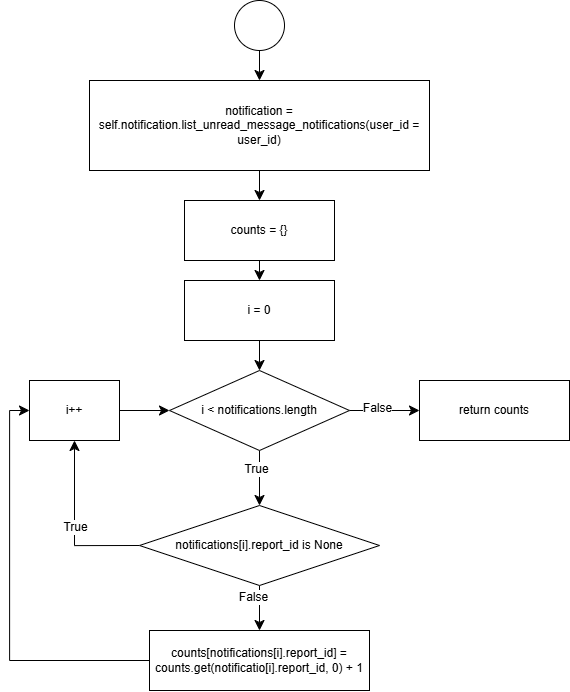 notification =
self.notification.list_unread_message_notifications(user_id =
user_id)
counts = {}
i = 0
i++
i < notifications.length
False
return counts
True
True
notifications[i].report_id is None
False
counts[notifications[i].report_id] =
counts.get(notificatio[i].report_id, 0) + 1